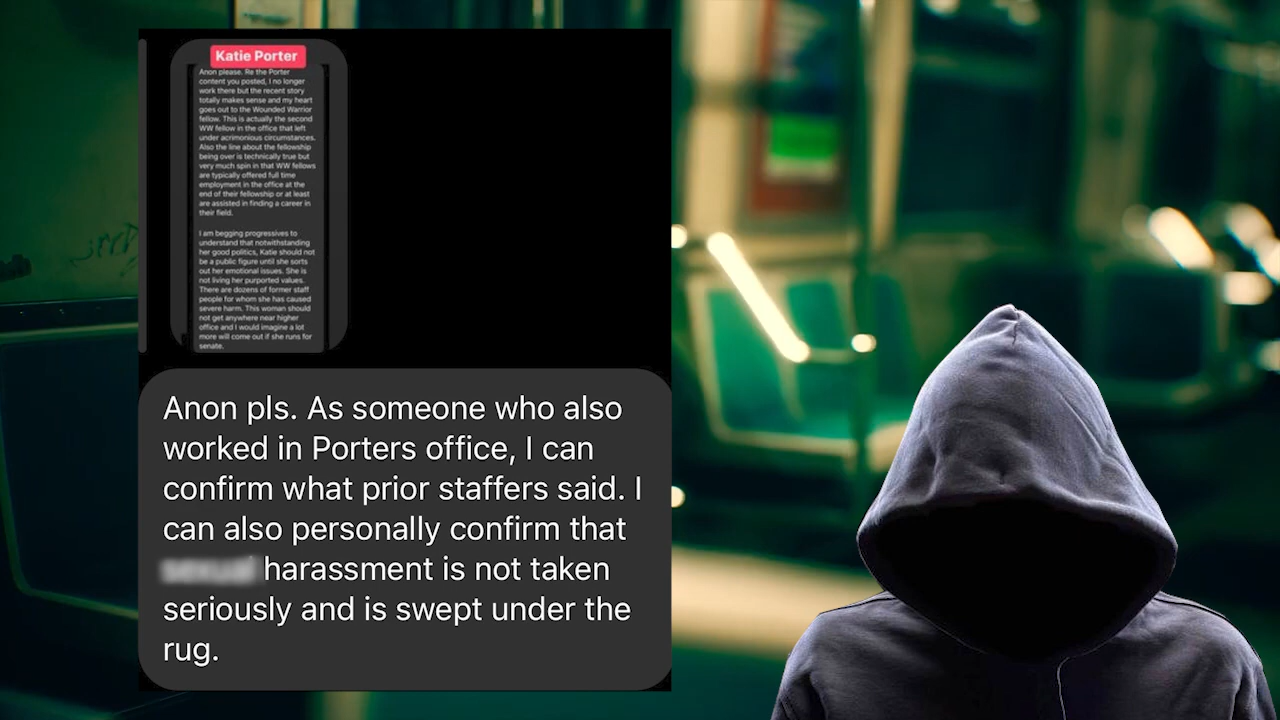 Katie Porter
Anon please. Re the Porter
content you posted, I no longer
work there but the recent story
totally makes sense and my heart
goes out to the Wounded Warrior
fellow. This is actually the second
WW fellow in the office that left
under acrimonious circumstances.
Also the line about the fellowship
being over is technically true but
very much spin in that WW fellows
are typically offered full time
employment in the office at the
end of their fellowship or at least
are assisted in finding a career in
their field.
I am begging progressives to
understand that notwithstanding
her good politics, Katie should not
be a public figure until she sorts
out her emotional issues. She is
not living her purported values.
There are dozens of former staff
people for whom she has caused
severe harm. This woman should
not get anywhere near higher
office and I would imagine a lot
more will come out if she runs for
senate.
Anon pls. As someone who also
worked in Porters office, I can
confirm what prior staffers said. I
can also personally confirm that
harassment is not taken
seriously and is swept under the
rug.